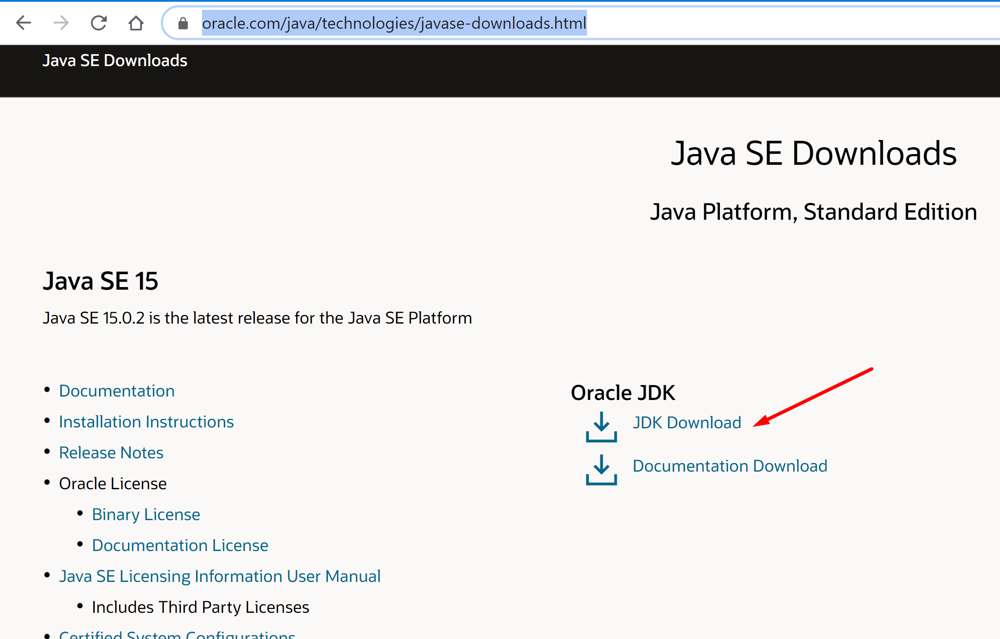 oracle.com/java/technologies/javase-downloads.html
Java SE Downloads
Java SE Downloads
Java Platform, Standard Edition
Java SE 15
Java SE 15.0.2 is the latest release for the Java SE Platform
Documentation
Installation Instructions
Release Notes
Oracle License
Binary License
Documentation License
Java SE Licensing Information User Manual
Includes Third Party Licenses
Certified System Configurations
Oracle JDK
JDK Download
Documentation Download